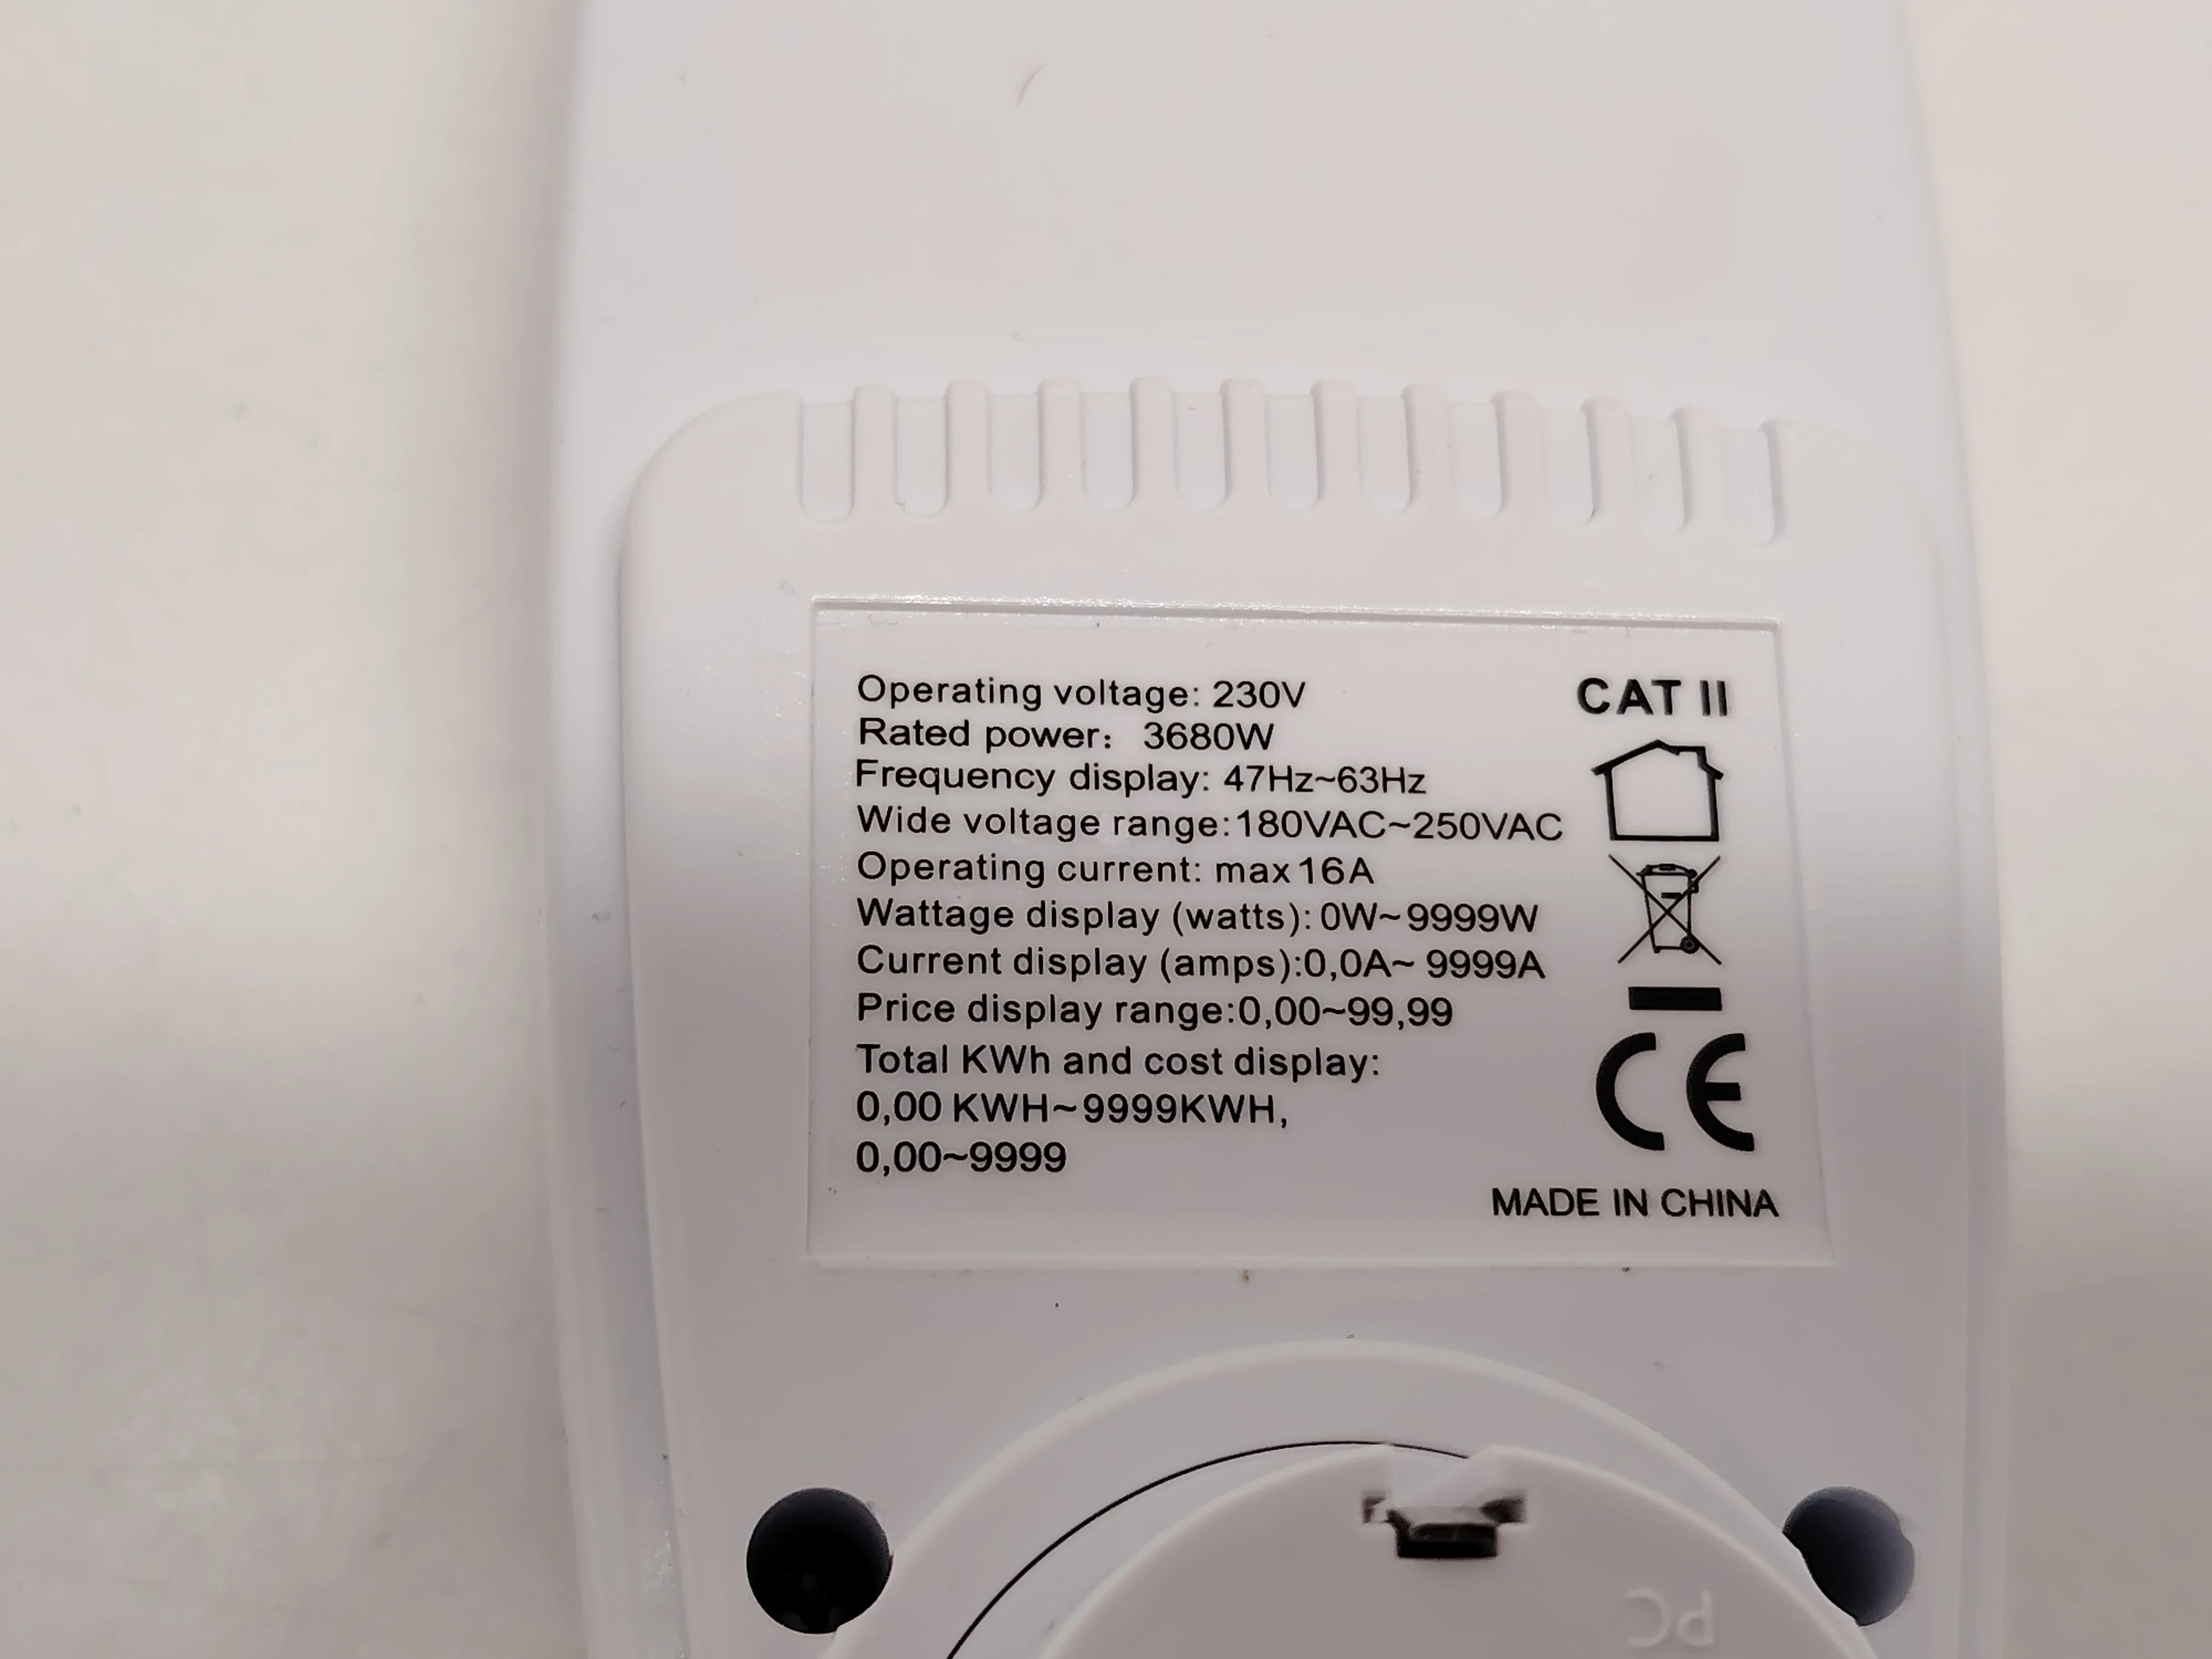 Operating voltage: 230V
Rated power: 3680W
Frequency display: 47Hz~63Hz
Wide voltage range:180VAC~250VAC
Operating current: max 16A
Wattage display (watts): 0W~9999W
Current display (amps):0,0A~ 9999A
Price display range:0,00~99,99
Total KWh and cost display:
0,00 KWH~9999KWH,
0,00~9999
CAT II
CE
MADE IN CHINA
PC